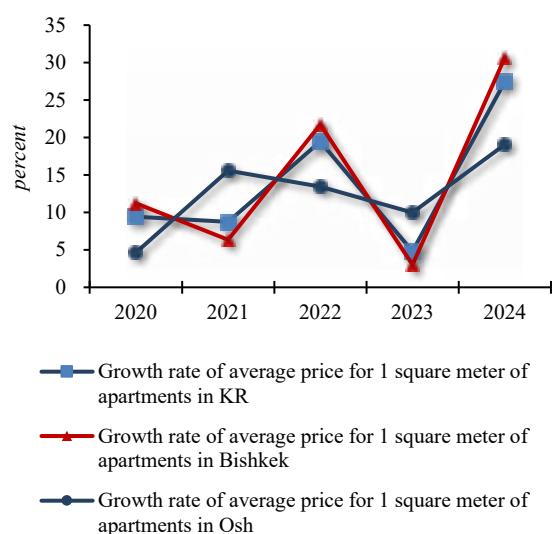 35
30
25
20
15
10
5
0
percent
2020 2021 2022 2023 2024
Growth rate of average price for 1 square meter of
apartments in KR
Growth rate of average price for 1 square meter of
apartments in Bishkek
Growth rate of average price for 1 square meter of
apartments in Osh